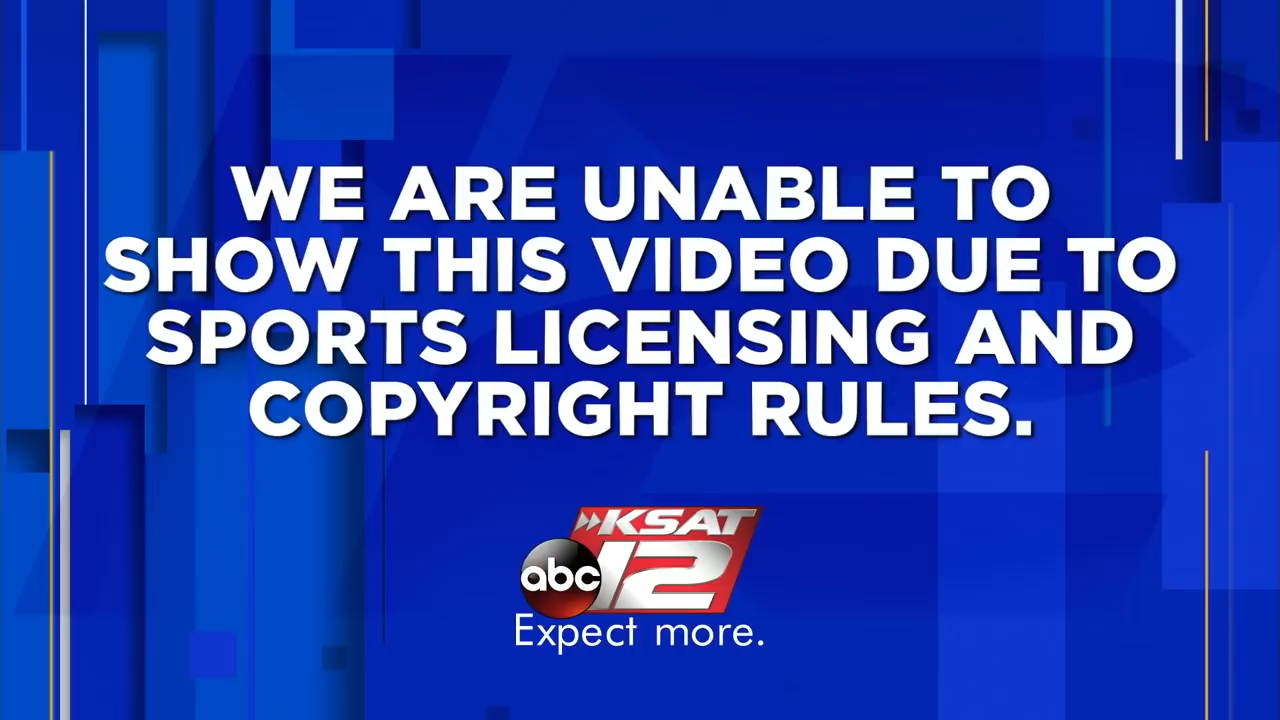 WE ARE UNABLE TO
SHOW THIS VIDEO DUE TO
SPORTS LICENSING AND
COPYRIGHT RULES.
KSAT
abc 12
Expect more.